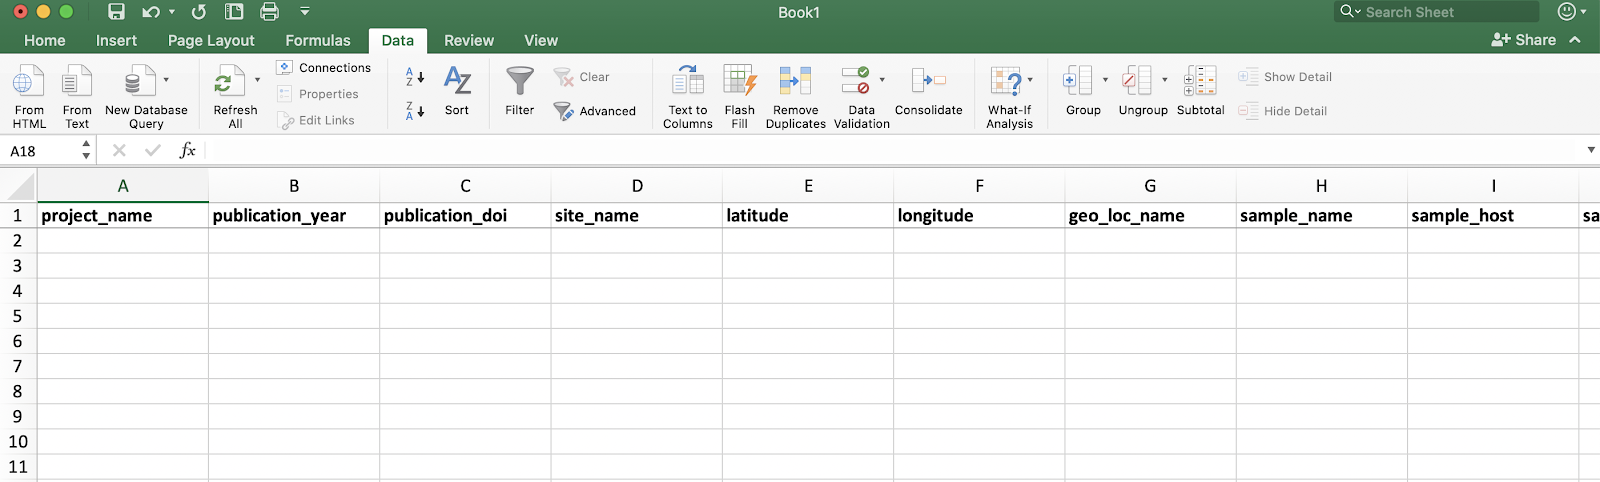 Book1
Search Sheet
Home Insert Page Layout Formulas Data Review View Share
From HTML
From Text
New Database Query
Refresh All
Connections
Properties
Edit Links
A Z
Z A
AZ
Sort
Filter
Clear
Advanced
Text to Columns
Flash Fill
Remove Duplicates
Data Validation
Consolidate
What-If Analysis
Group
Ungroup
Subtotal
Show Detail
Hide Detail
A18 fx
A B C D E F G H I
1 project_name publication_year publication_doi site_name latitude longitude geo_loc_name sample_name sample_host sa
2
3
4
5
6
7
8
9
10
11